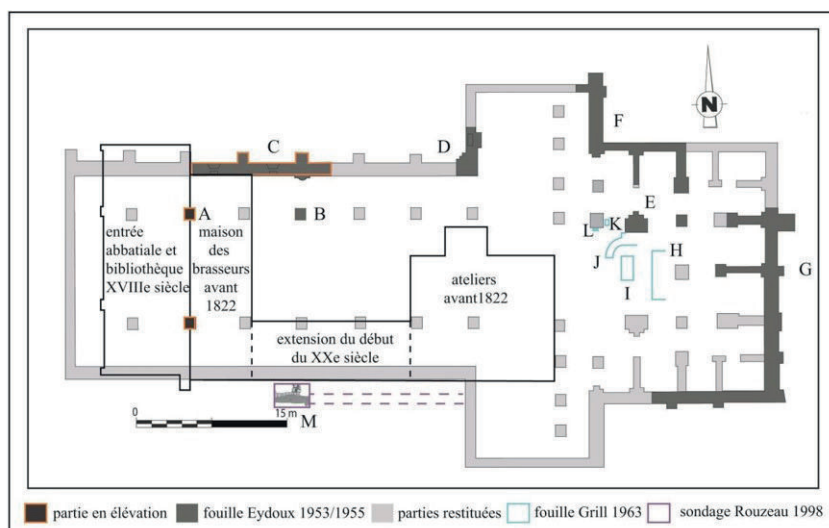 N
C
D
F
E
A
B
K
L
J
H
G
I
entrée
abbatiale et
bibliothèque
XVIIIe siècle
maison
des
brasseurs
avant
1822
ateliers
avant1822
extension du début
du XXe siècle
0
15 m
M
partie en élévation
fouille Eydoux 1953/1955
parties restituées
fouille Grill 1963
sondage Rouzeau 1998